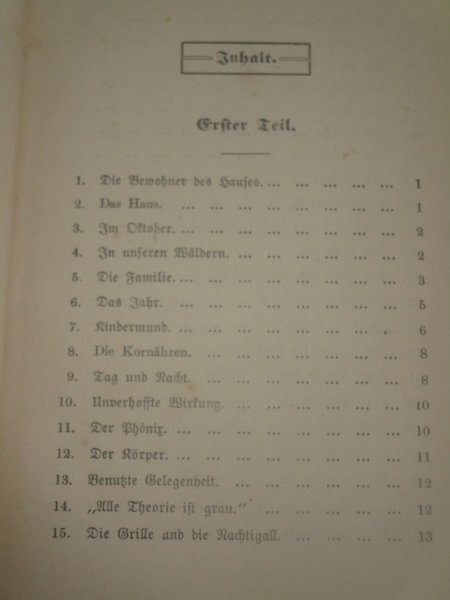 Inhalt.
Erster Teil.
1. Die Bewohner des Hauses. ... ... ... ... ... 1
2. Das Haus. ... ... ... ... ... ... ... 1
3. Im Oktober. ... ... ... ... ... ... ... 2
4. In unseren Wäldern. ... ... ... ... ... ... 2
5. Die Familie. ... ... ... ... ... ... ... 3
6. Das Jahr. ... ... ... ... ... ... ... 5
7. Kindermund. ... ... ... ... ... ... ... 6
8. Die Kornähren. ... ... ... ... ... ... 8
9. Tag und Nacht. ... ... ... ... ... ... 8
10. Unverhoffte Wirkung. ... ... ... ... ... ... 10
11. Der Phönix. ... ... ... ... ... ... ... 10
12. Der Körper. ... ... ... ... ... ... ... 11
13. Benutzte Gelegenheit. ... ... ... ... ... ... 12
14. „Alle Theorie ist grau.“ ... ... ... ... ... 12
15. Die Grille und die Nachtigall. ... ... ... ... 13